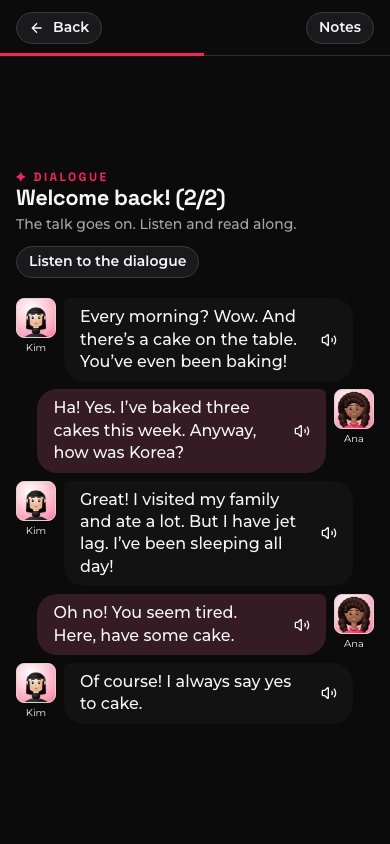 Back
Notes
DIALOGUE
Welcome back! (2/2)
The talk goes on. Listen and read along.
Listen to the dialogue
Every morning? Wow. And
there’s a cake on the table.
You’ve even been baking!
Kim
Ha! Yes. I’ve baked three
cakes this week. Anyway,
how was Korea?
Ana
Great! I visited my family
and ate a lot. But I have jet
lag. I’ve been sleeping all
day!
Kim
Oh no! You seem tired.
Here, have some cake.
Ana
Of course! I always say yes
to cake.
Kim